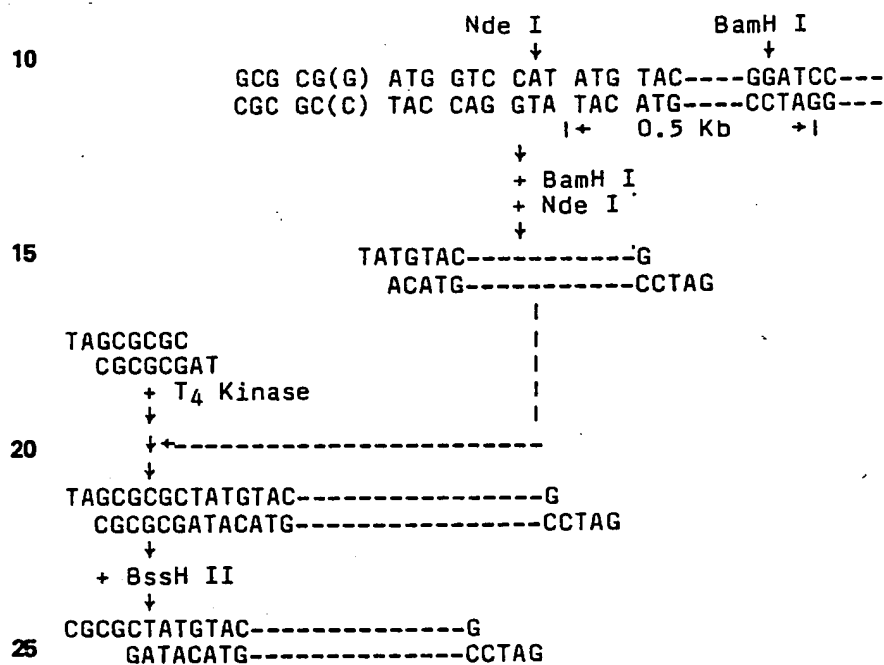 Nde I BamH I
10
GCG CG(G) ATG GTC CAT ATG TAC----GGATCC---
CGC GC(C) TAC CAG GTA TAC ATG----CCTAGG---
|← 0.5 Kb →|
+ BamH I
+ Nde I
15 TATGTAC-----------G
ACATG-----------CCTAG
TAGCGCGC
CGCGCGAT
+ T4 Kinase
20
TAGCGCGCTATGTAC----------------G
CGCGCGATACATG----------------CCTAG
+ BssH II
CGCGCTATGTAC--------------G
25 GATACATG--------------CCTAG